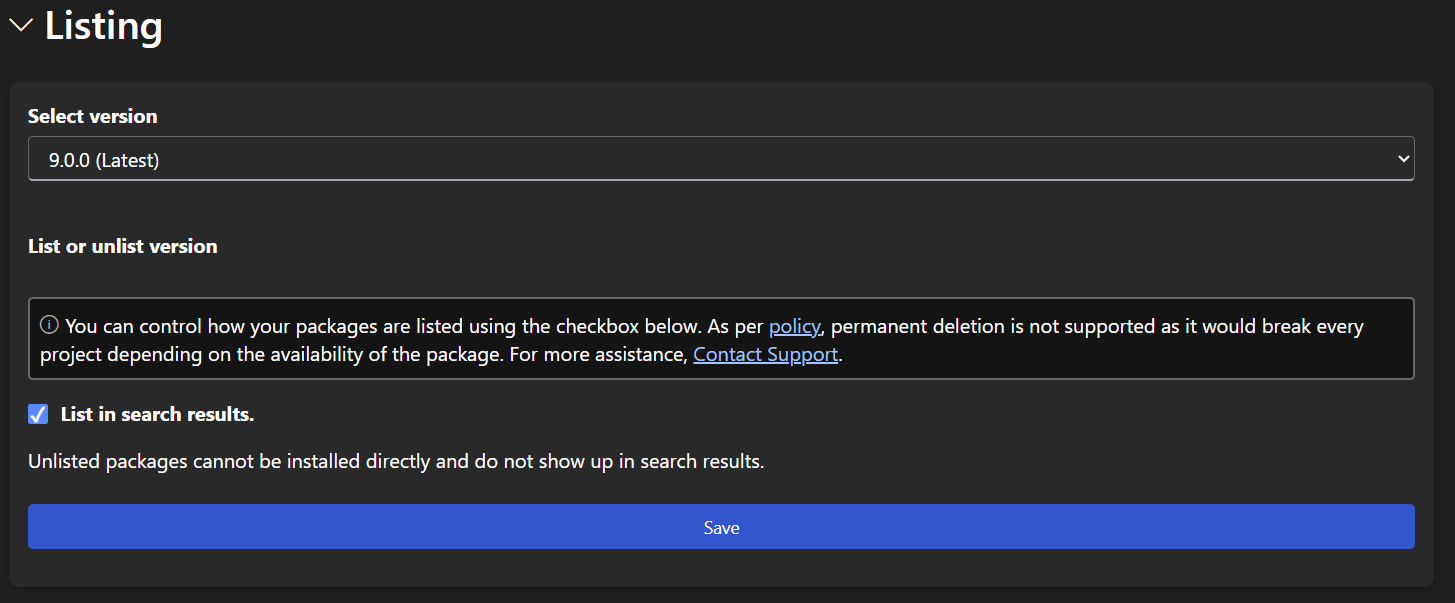 Listing
Select version
9.0.0 (Latest)
List or unlist version
You can control how your packages are listed using the checkbox below. As per policy, permanent deletion is not supported as it would break every
project depending on the availability of the package. For more assistance, Contact Support.
List in search results.
Unlisted packages cannot be installed directly and do not show up in search results.
Save